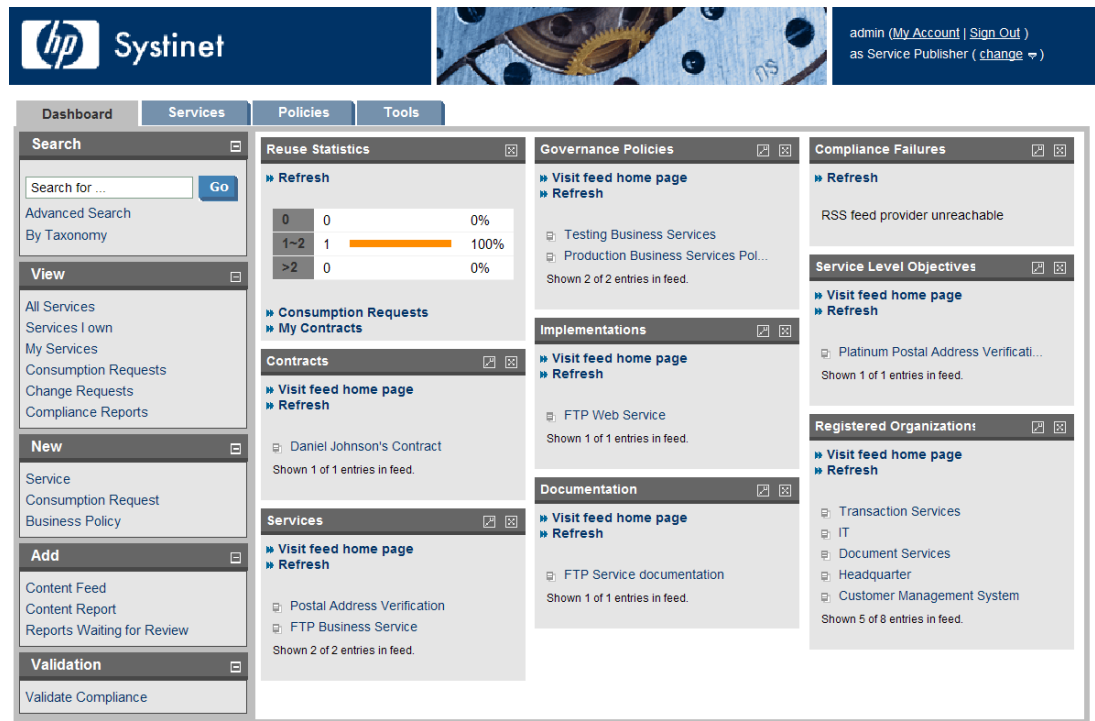 hp Systinet
ns
admin (My Account | Sign Out )
as Service Publisher ( change )
Dashboard
Services
Policies
Tools
Search
Search for ...
Go
Advanced Search
By Taxonomy
View
All Services
Services I own
My Services
Consumption Requests
Change Requests
Compliance Reports
New
Service
Consumption Request
Business Policy
Add
Content Feed
Content Report
Reports Waiting for Review
Validation
Validate Compliance
Reuse Statistics
Refresh
0 0 0%
1~2 1 100%
>2 0 0%
Consumption Requests
My Contracts
Contracts
Visit feed home page
Refresh
Daniel Johnson's Contract
Shown 1 of 1 entries in feed.
Services
Visit feed home page
Refresh
Postal Address Verification
FTP Business Service
Shown 2 of 2 entries in feed.
Governance Policies
Visit feed home page
Refresh
Testing Business Services
Production Business Services Pol...
Shown 2 of 2 entries in feed.
Implementations
Visit feed home page
Refresh
FTP Web Service
Shown 1 of 1 entries in feed.
Documentation
Visit feed home page
Refresh
FTP Service documentation
Shown 1 of 1 entries in feed.
Compliance Failures
Refresh
RSS feed provider unreachable
Service Level Objectives
Visit feed home page
Refresh
Platinum Postal Address Verificati...
Shown 1 of 1 entries in feed.
Registered Organizations
Visit feed home page
Refresh
Transaction Services
IT
Document Services
Headquarter
Customer Management System
Shown 5 of 8 entries in feed.